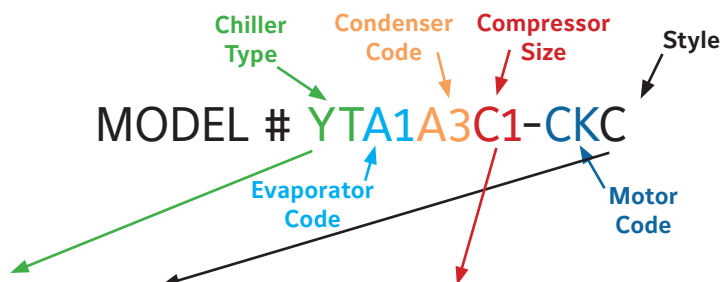 Chiller
Type
Condenser
Code
Compressor
Size
Style
MODEL # YTA1A3C1-CKC
Evaporator
Code
Motor
Code